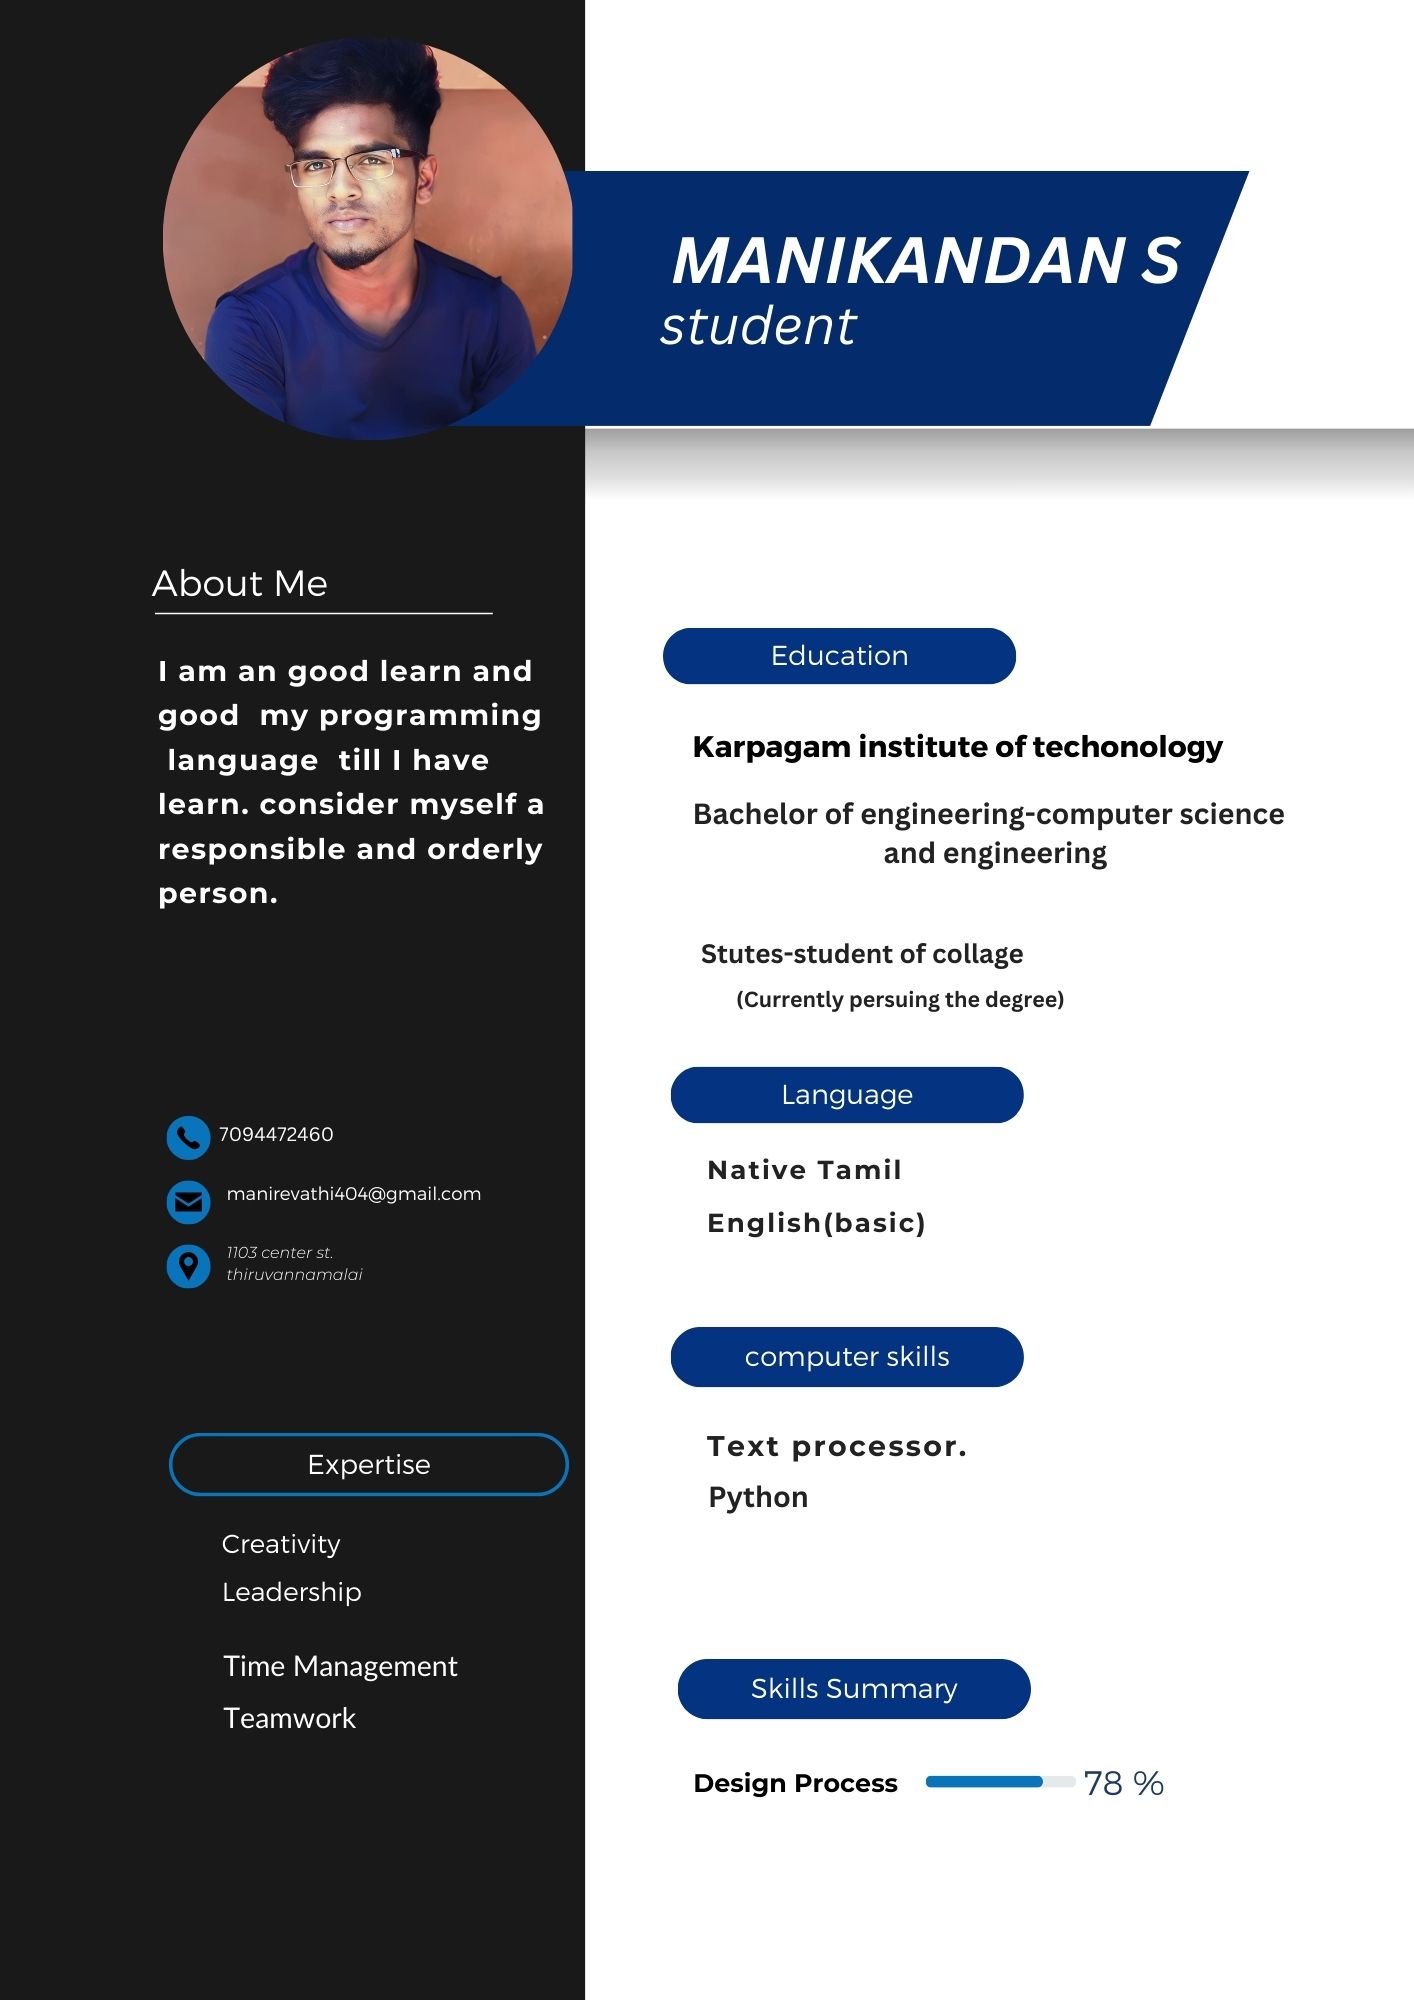 MANIKANDAN S
student
About Me
I am an good learn and
good my programming
language till I have
learn. consider myself a
responsible and orderly
person.
7094472460
manirevathi404@gmail.com
1103 center st.
thiruvannamalai
Expertise
Creativity
Leadership
Time Management
Teamwork
Education
Karpagam institute of techonology
Bachelor of engineering-computer science
and engineering
Stutes-student of collage
(Currently persuing the degree)
Language
Native Tamil
English(basic)
computer skills
Text processor.
Python
Skills Summary
Design Process 78 %